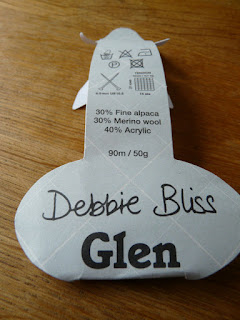 30% Fine alpaca
30% Merino wool
40% Acrylic
90m / 50g
Debbie Bliss
Glen